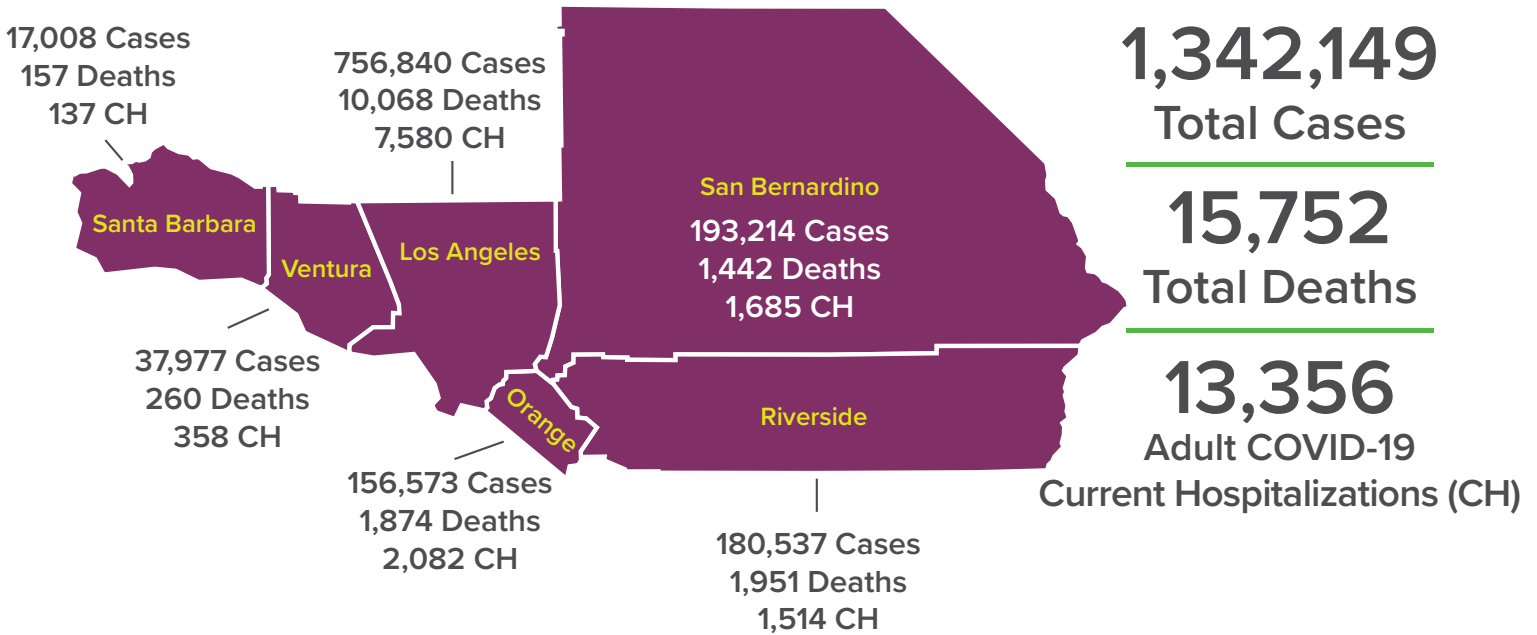 17,008 Cases
157 Deaths
137 CH
Santa Barbara
37,977 Cases
260 Deaths
358 CH
Ventura
756,840 Cases
10,068 Deaths
7,580 CH
Los Angeles
156,573 Cases
1,874 Deaths
2,082 CH
Orange
San Bernardino
193,214 Cases
1,442 Deaths
1,685 CH
Riverside
180,537 Cases
1,951 Deaths
1,514 CH
1,342,149
Total Cases
15,752
Total Deaths
13,356
Adult COVID-19
Current Hospitalizations (CH)